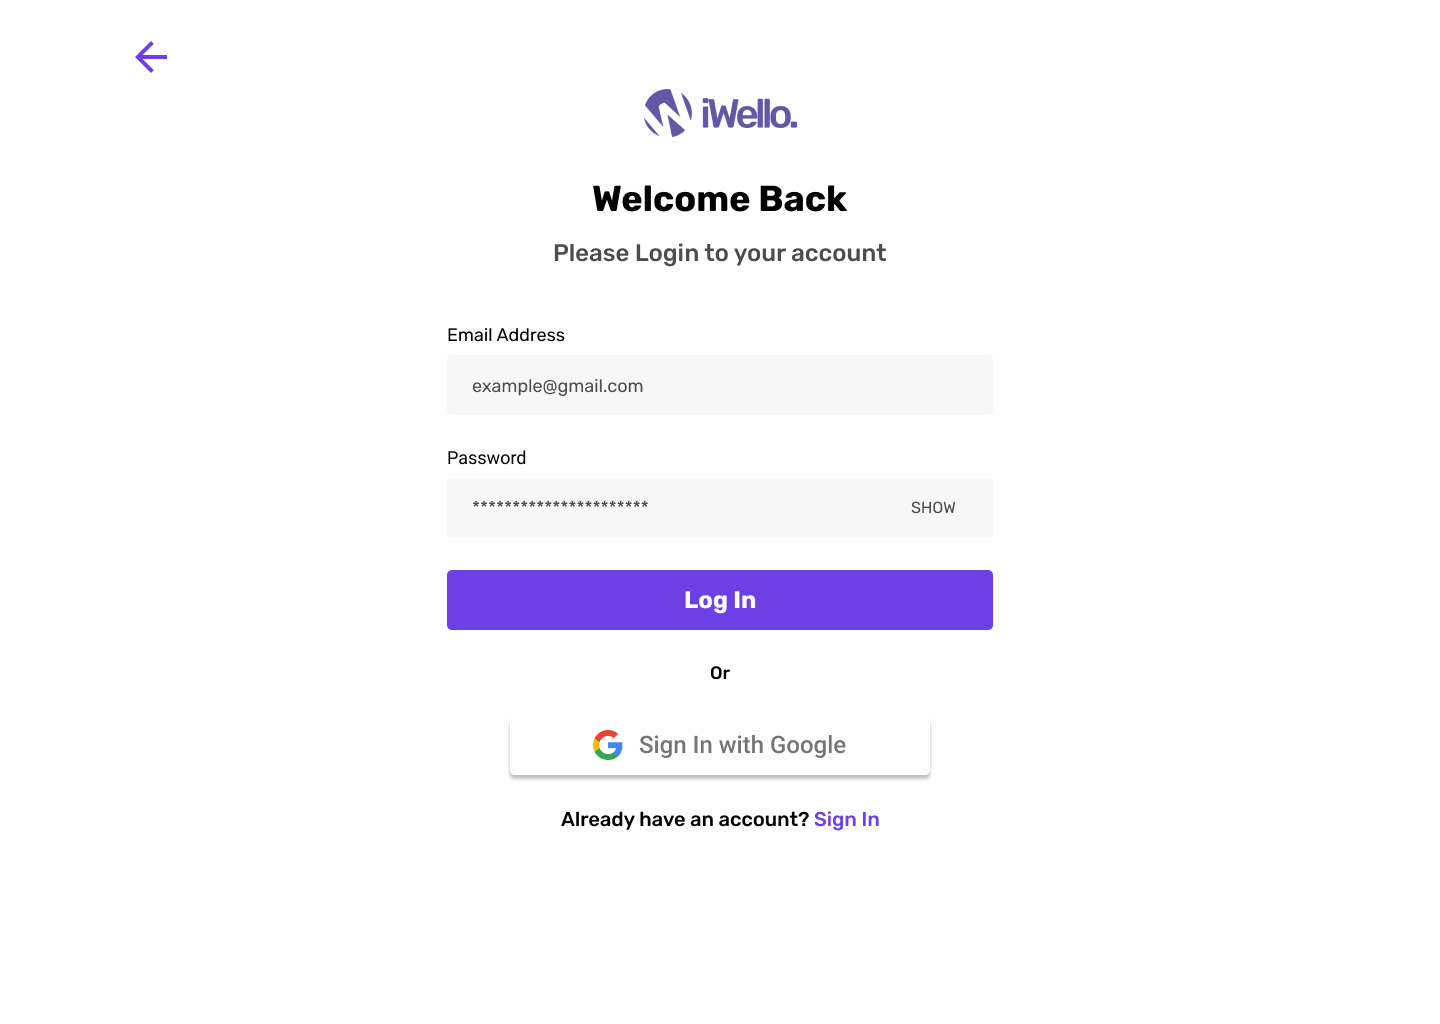 iWello.
Welcome Back
Please Login to your account
Email Address
example@gmail.com
Password
**********************
SHOW
Log In
Or
Sign In with Google
Already have an account? Sign In